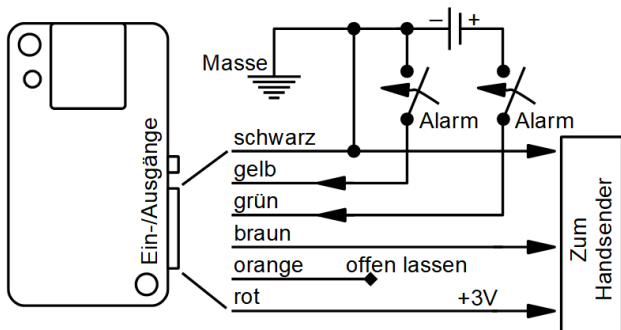 – +
Masse
Alarm
Alarm
Ein-/Ausgänge
schwarz
gelb
grün
braun
orange offen lassen
rot +3V
Zum
Handsender